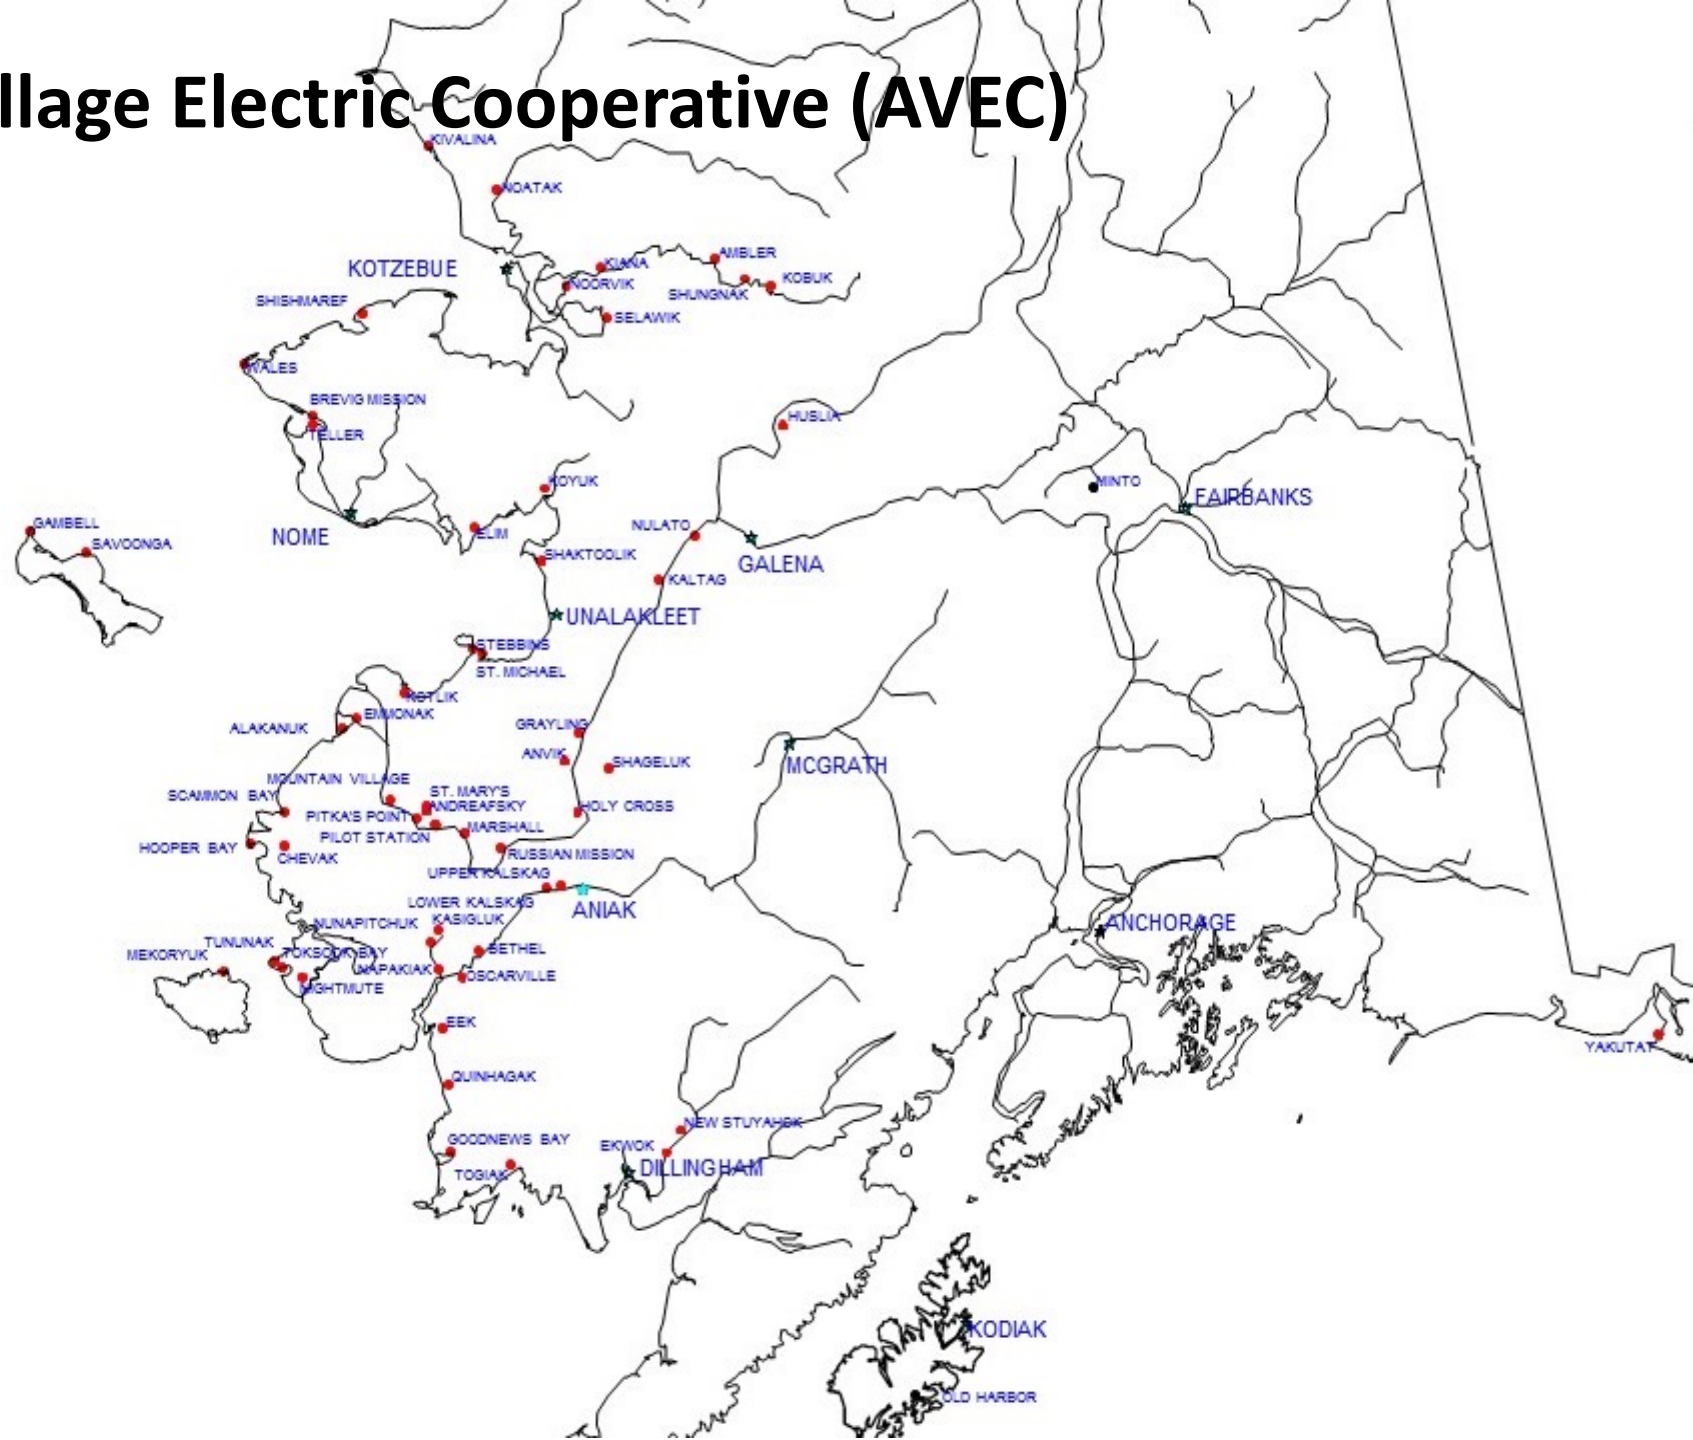 llage Electric Cooperative (AVEC)
KIVALINA
NOATAK
AMBLER
KIANA
KOTZEBUE
KOBUK
NOORVIK
SHUNGNAK
SHISHMAREF
SELAWIK
WALES
BREVIG MISSION
HUSLIA
TELLER
KOYUK
MINTO
FAIRBANKS
GAMBELL
NULATO
ELIM
NOME
SAVOONGA
SHAKTOOLIK
GALENA
KALTAG
UNALAKLEET
STEBBINS
ST. MICHAEL
KOTLIK
EMMONAK
GRAYLING
ALAKANUK
ANVIK
SHAGELUK
MCGRATH
MOUNTAIN VILLAGE
ST. MARY'S
SCAMMON BAY
ANDREAFSKY
HOLY CROSS
PITKA'S POINT
MARSHALL
PILOT STATION
HOOPER BAY
CHEVAK
RUSSIAN MISSION
UPPER KALSKAG
LOWER KALSKAG
ANIAK
KASIGLUK
NUNAPITCHUK
ANCHORAGE
TUNUNAK
BETHEL
MEKORYUK
TOKSOOK BAY
NAPAKIAK
OSCARVILLE
NIGHTMUTE
EEK
YAKUTAT
QUINHAGAK
NEW STUYAHOK
GOODNEWS BAY
EKWOK
DILLINGHAM
TOGIAK
KODIAK
OLD HARBOR